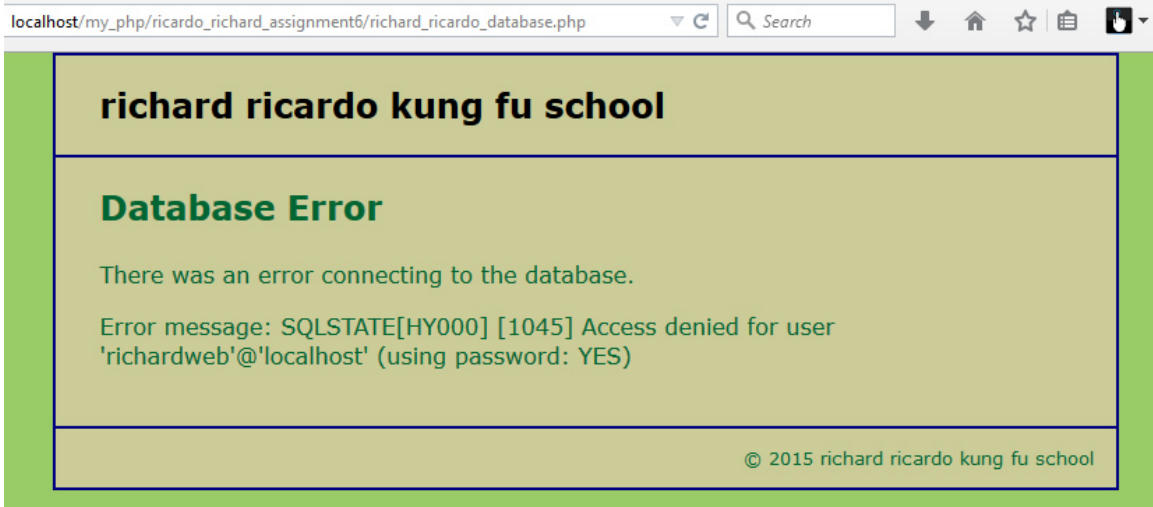 localhost/my_php/ricardo_richard_assignment6/richard_ricardo_database.php
Search
richard ricardo kung fu school
Database Error
There was an error connecting to the database.
Error message: SQLSTATE[HY000] [1045] Access denied for user
'richardweb'@'localhost' (using password: YES)
© 2015 richard ricardo kung fu school